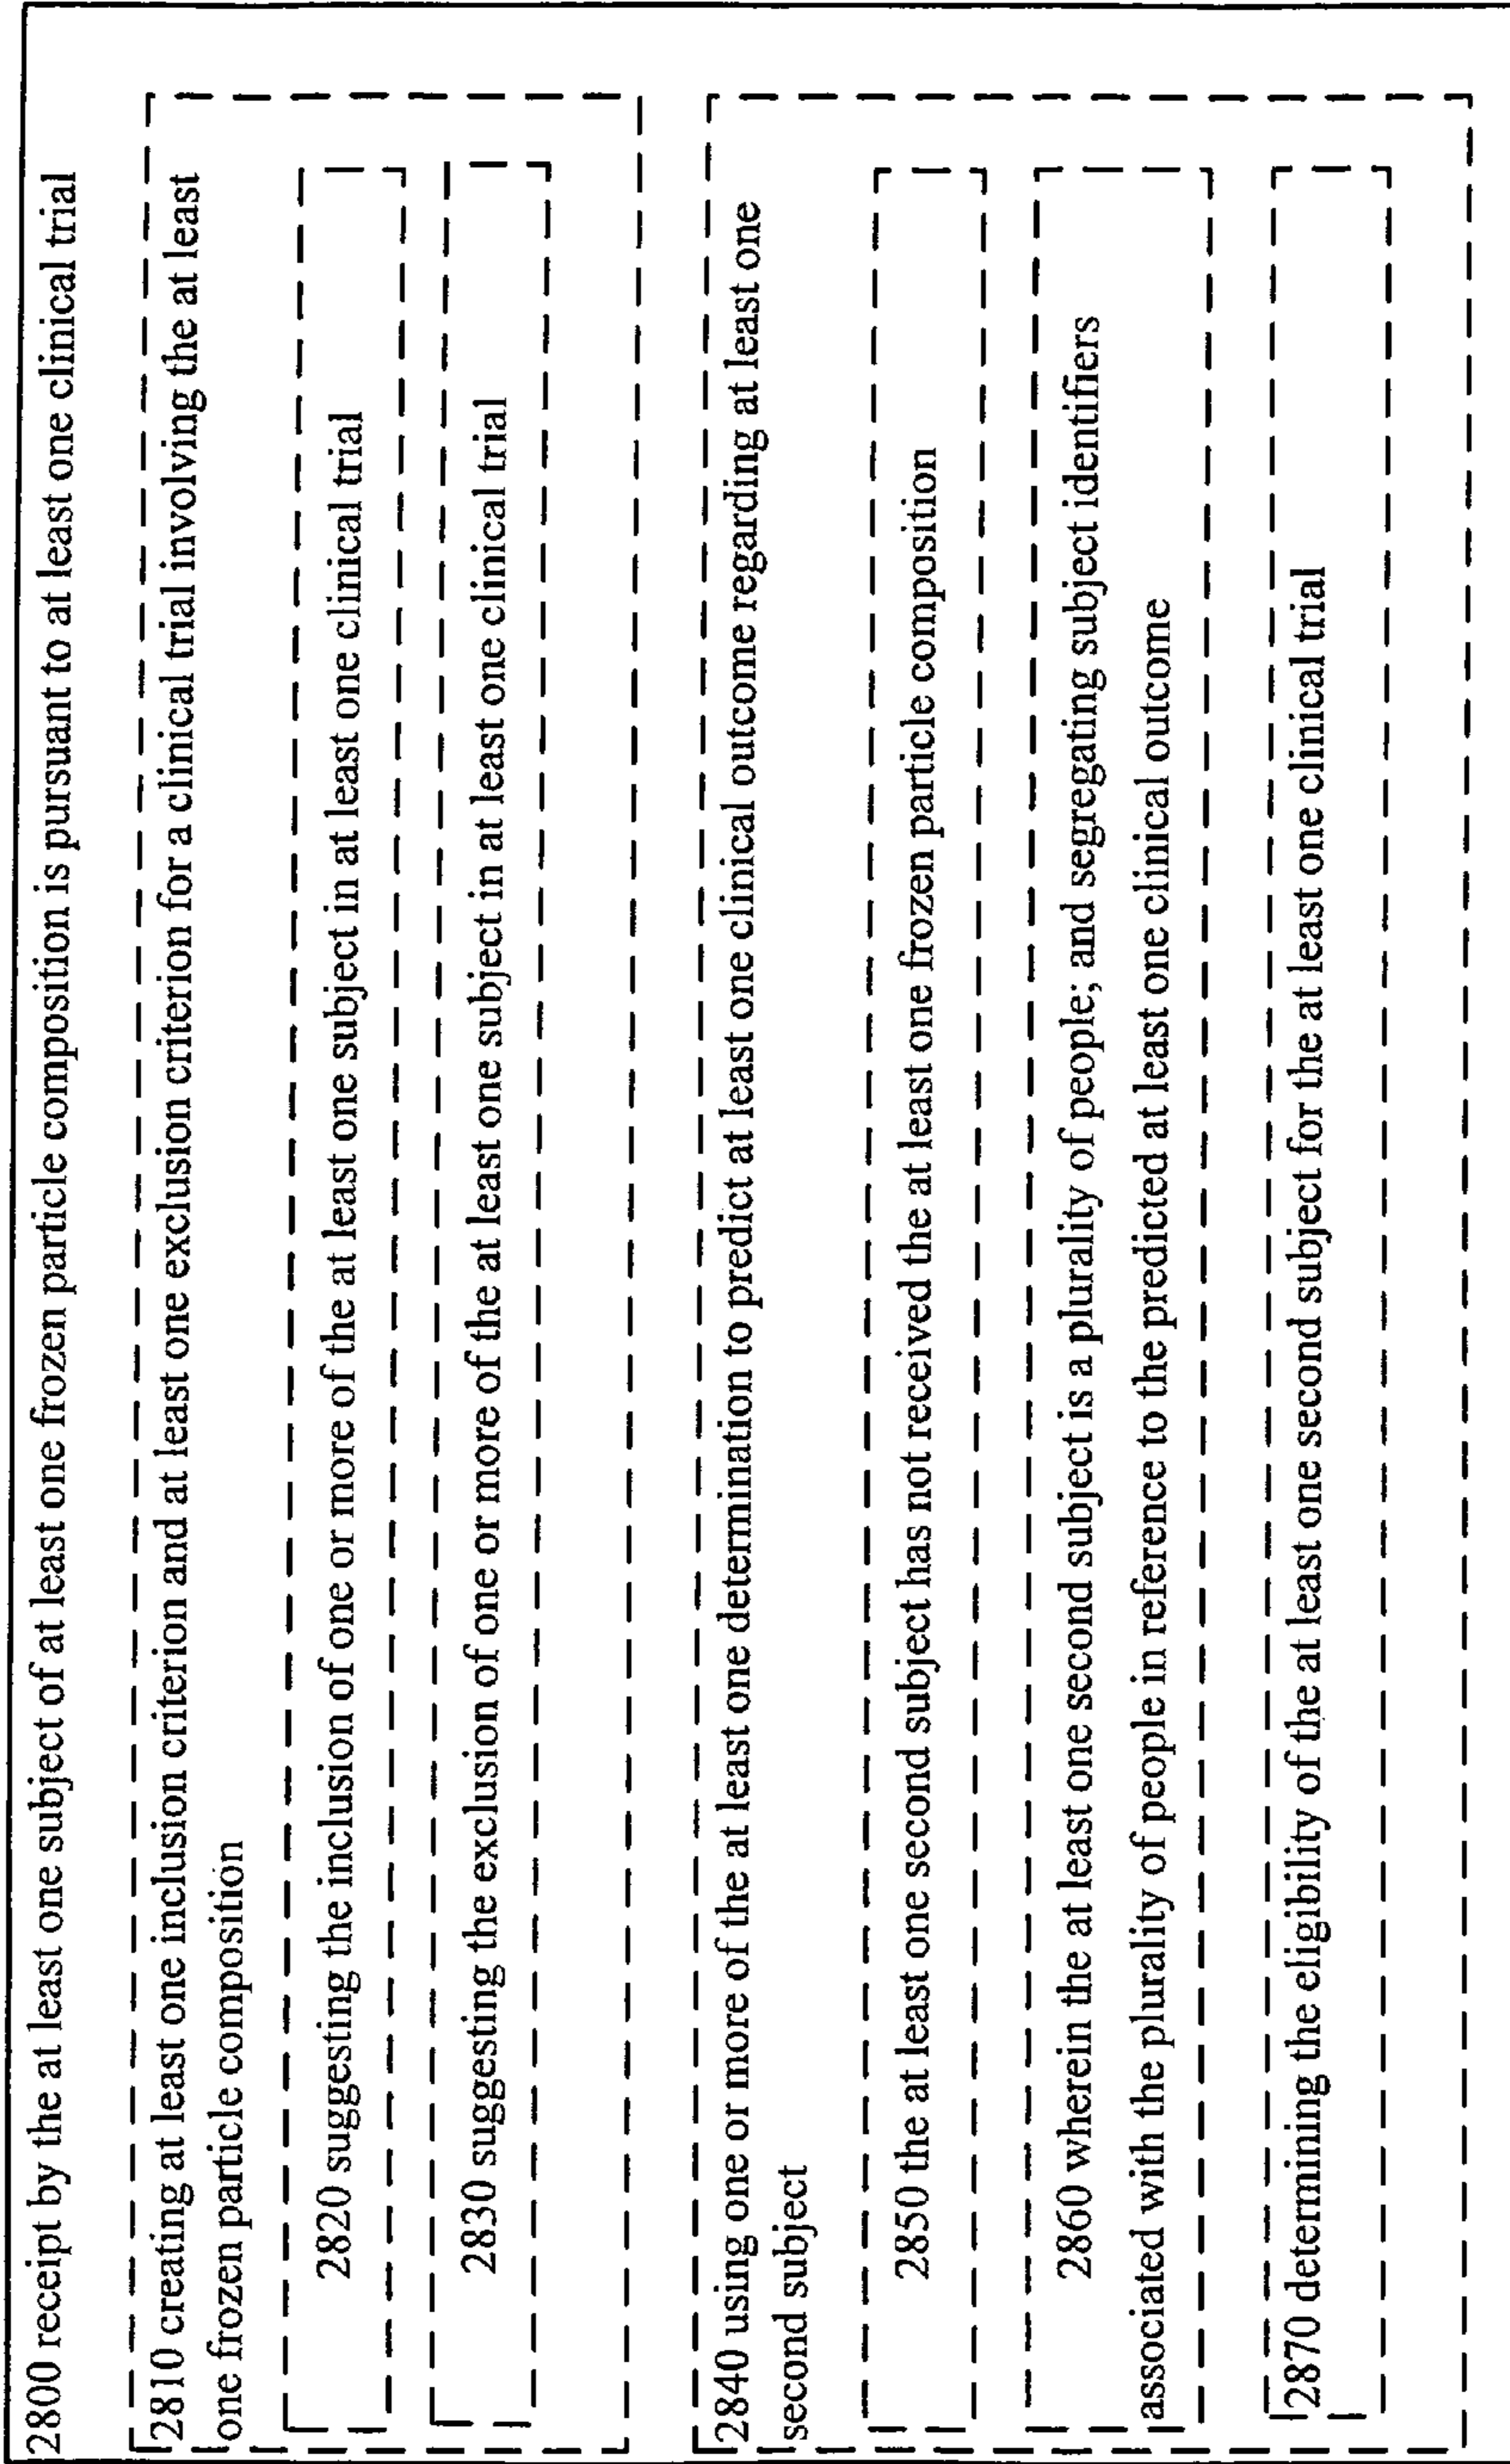 2800 receipt by the at least one subject of at least one frozen particle composition is pursuant to at least one clinical trial
2810 creating at least one inclusion criterion and at least one exclusion criterion for a clinical trial involving the at least
one frozen particle composition
2820 suggesting the inclusion of one or more of the at least one subject in at least one clinical trial
2830 suggesting the exclusion of one or more of the at least one subject in at least one clinical trial
2840 using one or more of the at least one determination to predict at least one clinical outcome regarding at least one
second subject
2850 the at least one second subject has not received the at least one frozen particle composition
2860 wherein the at least one second subject is a plurality of people; and segregating subject identifiers
associated with the plurality of people in reference to the predicted at least one clinical outcome
2870 determining the eligibility of the at least one second subject for the at least one clinical trial